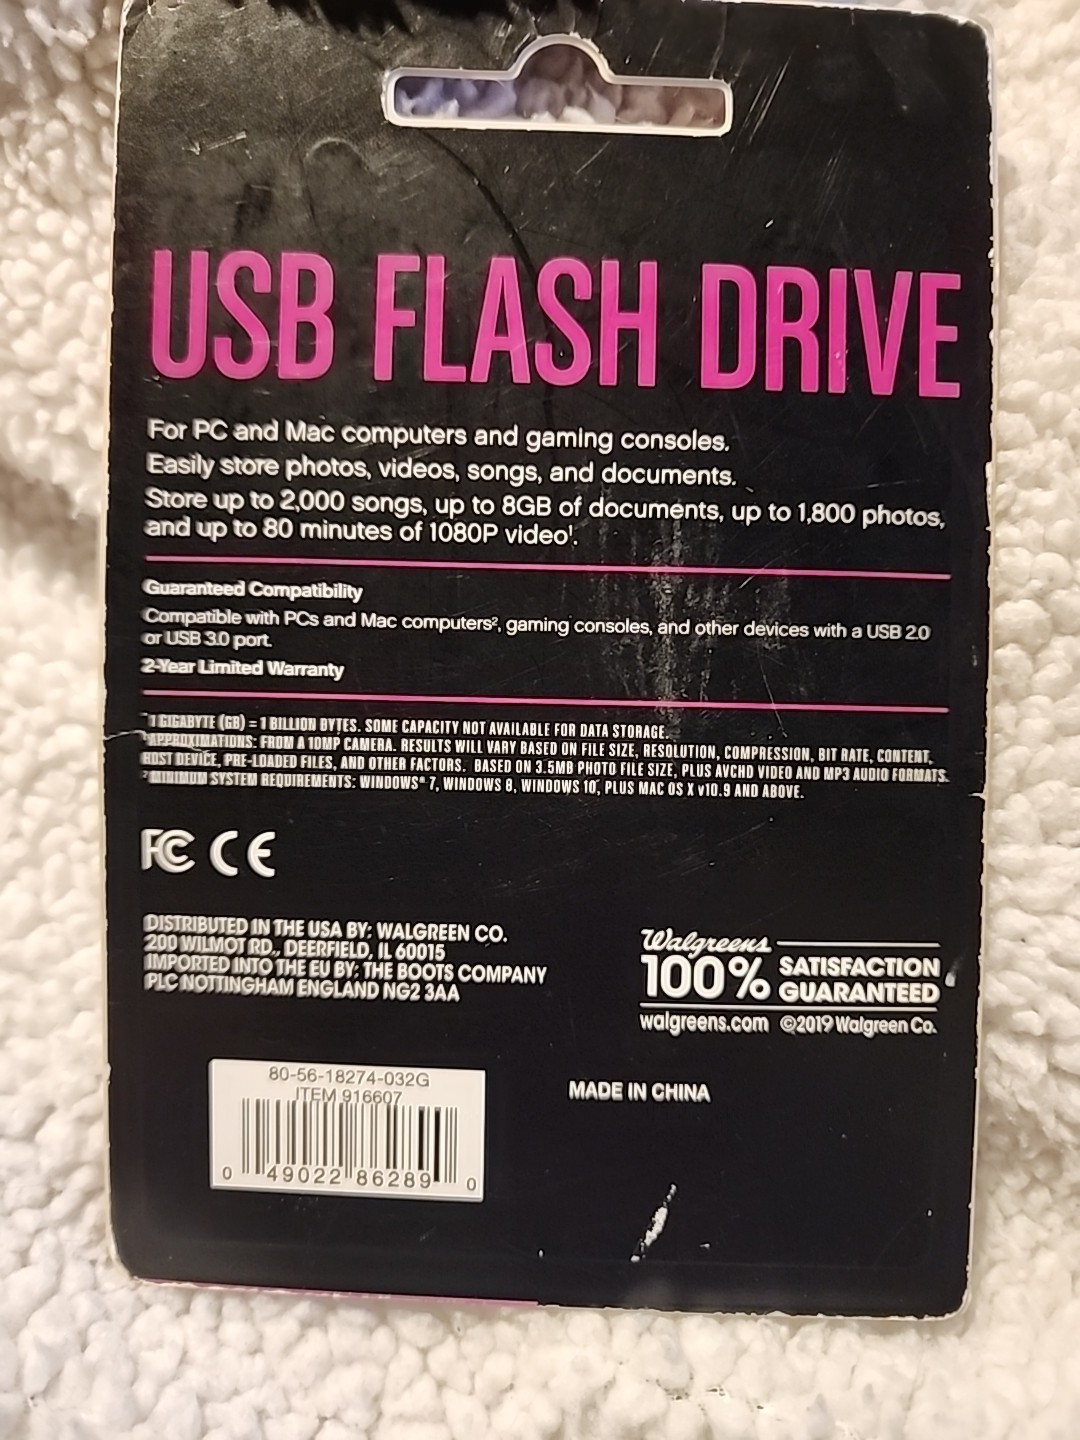 USB FLASH DRIVE
For PC and Mac computers and gaming consoles.
Easily store photos, videos, songs, and documents.
Store up to 2,000 songs, up to 8GB of documents, up to 1,800 photos,
and up to 80 minutes of 1080P video¹.
Guaranteed Compatibility
Compatible with PCs and Mac computers², gaming consoles, and other devices with a USB 2.0
or USB 3.0 port.
2-Year Limited Warranty
¹1 GIGABYTE (GB) = 1 BILLION BYTES. SOME CAPACITY NOT AVAILABLE FOR DATA STORAGE.
¹APPROXIMATIONS: FROM A 10MP CAMERA. RESULTS WILL VARY BASED ON FILE SIZE, RESOLUTION, COMPRESSION, BIT RATE, CONTENT,
HOST DEVICE, PRE-LOADED FILES, AND OTHER FACTORS. BASED ON 3.5MB PHOTO FILE SIZE, PLUS AVCHD VIDEO AND MP3 AUDIO FORMATS.
² MINIMUM SYSTEM REQUIREMENTS: WINDOWS® 7, WINDOWS 8, WINDOWS 10, PLUS MAC OS X v10.9 AND ABOVE.
FC CE
DISTRIBUTED IN THE USA BY: WALGREEN CO.
200 WILMOT RD., DEERFIELD, IL 60015
IMPORTED INTO THE EU BY: THE BOOTS COMPANY
PLC NOTTINGHAM ENGLAND NG2 3AA
Walgreens
100% SATISFACTION
GUARANTEED
walgreens.com ©2019 Walgreen Co.
80-56-18274-032G
ITEM 916607
0 49022 86289 0
MADE IN CHINA